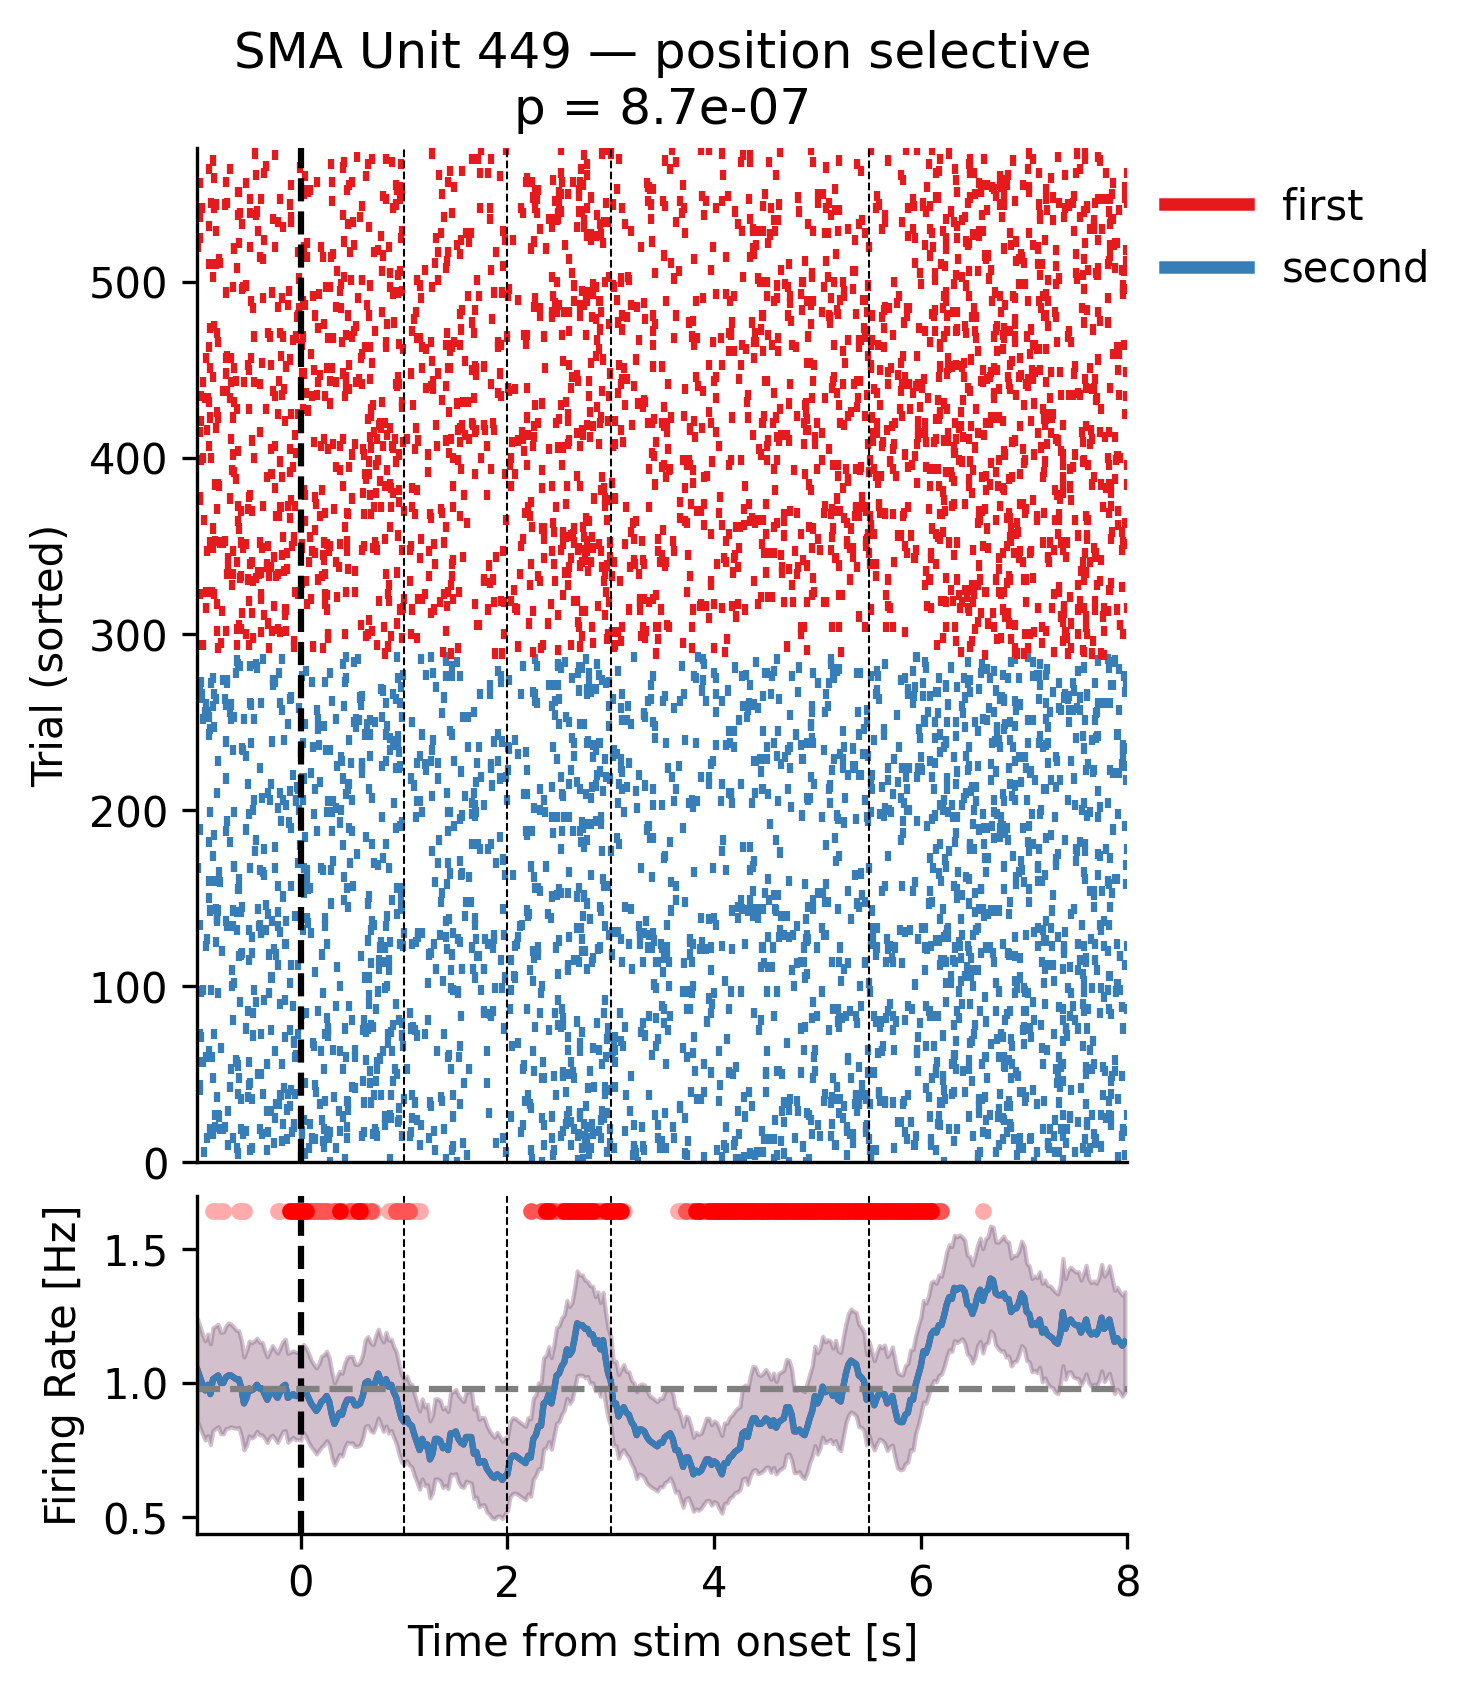 SMA Unit 449 — position selective
p = 8.7e-07
first
second
Trial (sorted)
500
400
300
200
100
0
Firing Rate [Hz]
1.5
1.0
0.5
0 2 4 6 8
Time from stim onset [s]